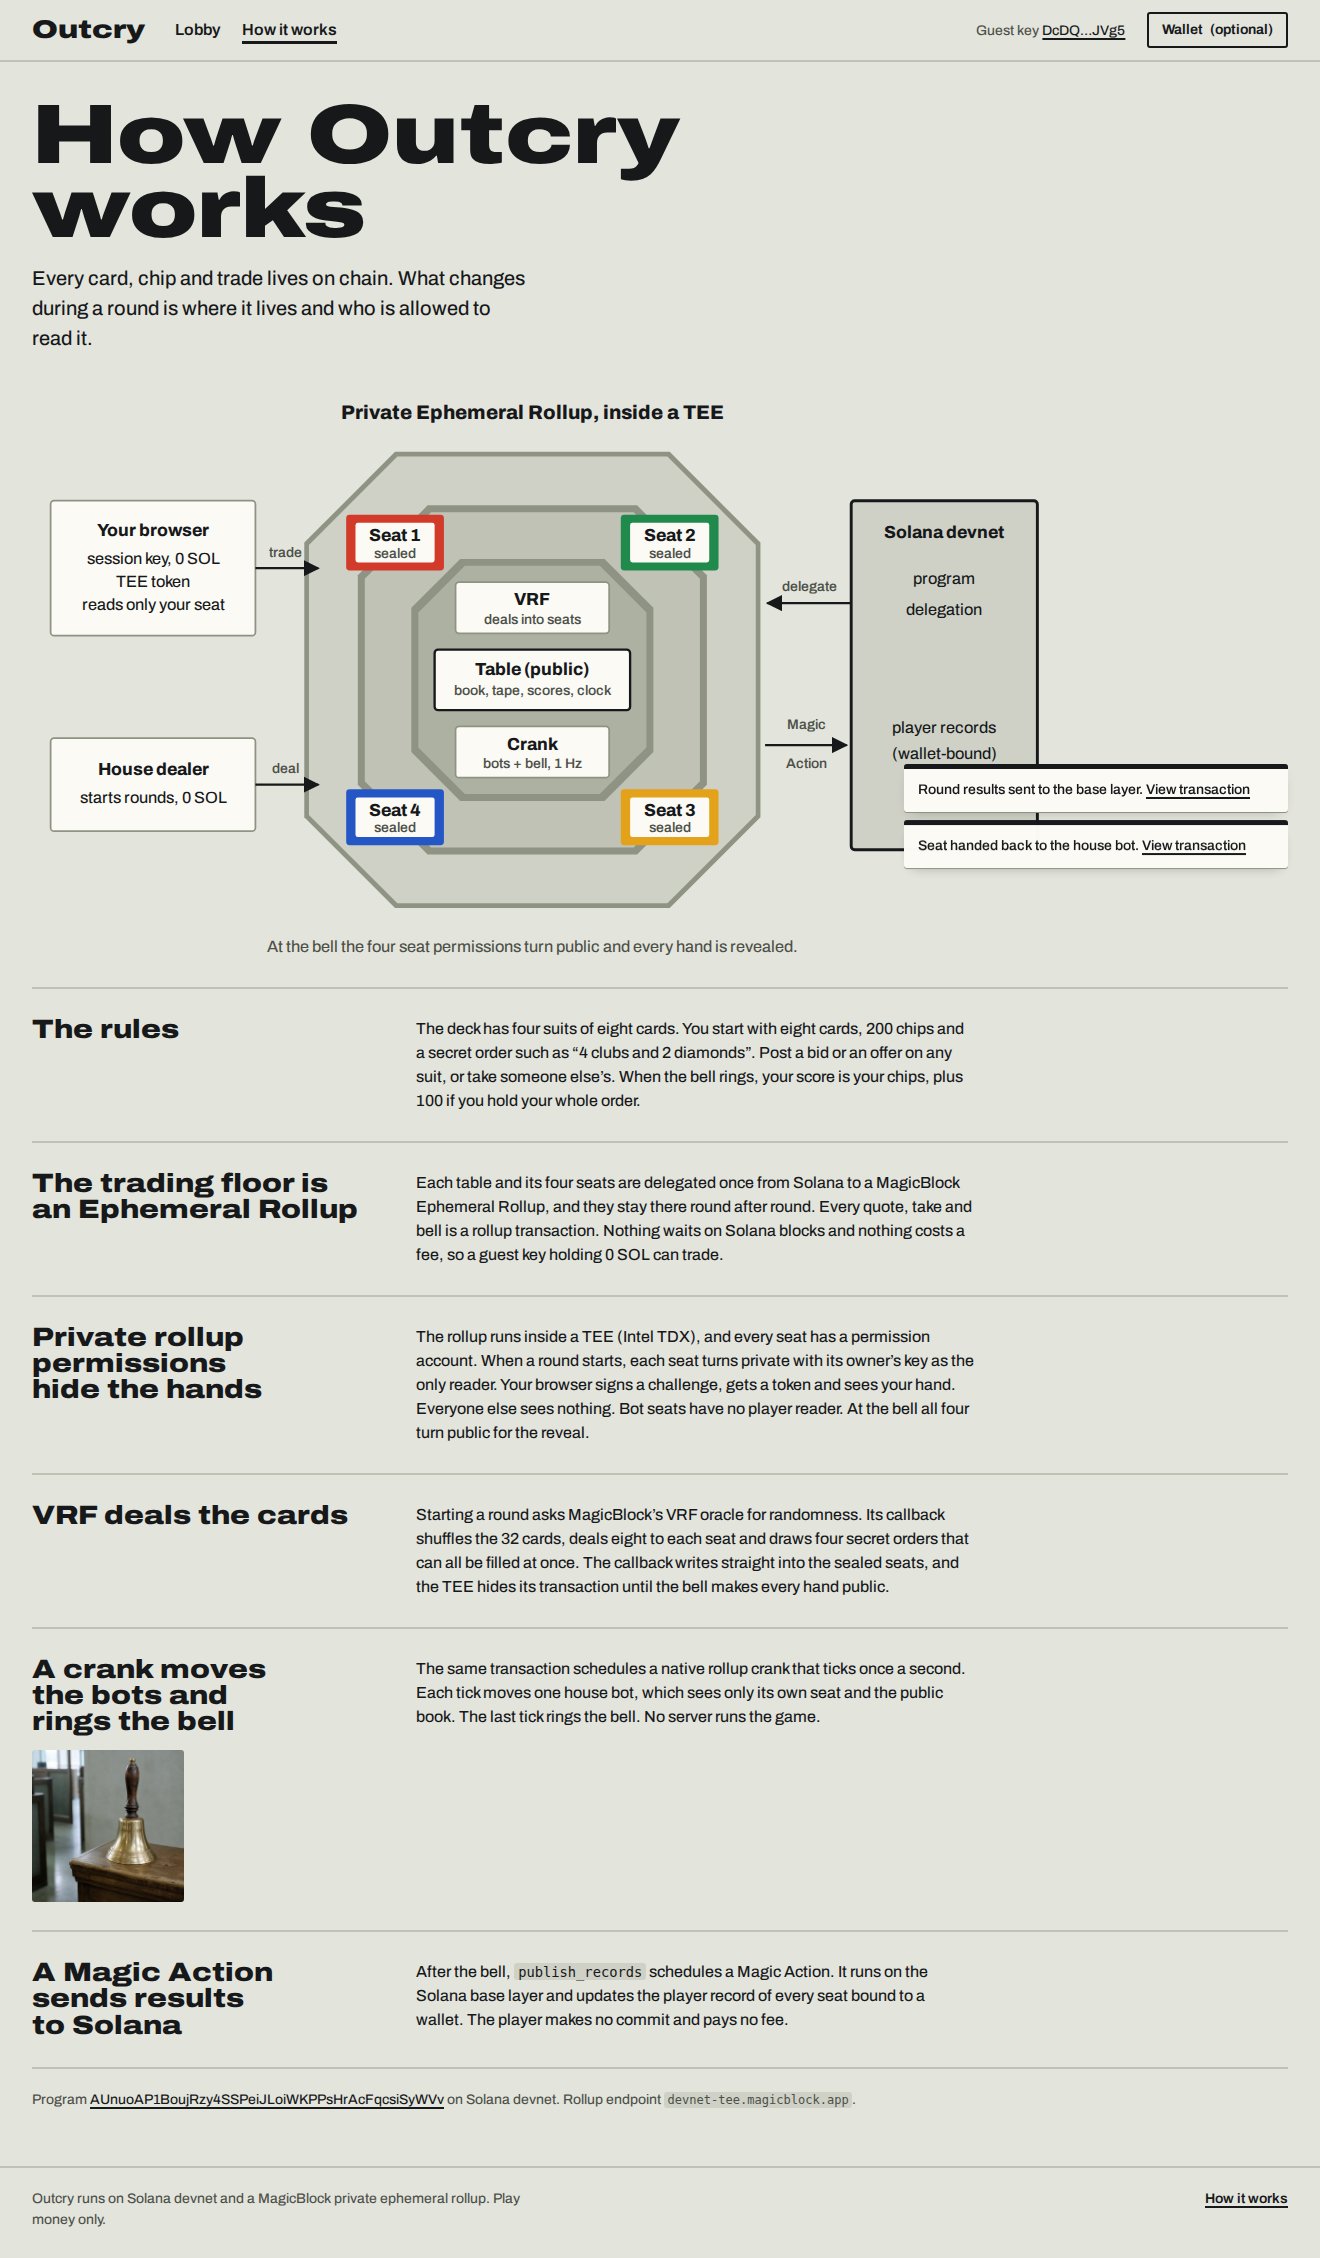 Outcry
Lobby
How it works
Guest key DcDQ…JVg5
Wallet (optional)
How Outcry
works
Every card, chip and trade lives on chain. What changes
during a round is where it lives and who is allowed to
read it.
Private Ephemeral Rollup, inside a TEE
Your browser
session key, 0 SOL
TEE token
reads only your seat
trade
House dealer
starts rounds, 0 SOL
deal
Seat 1
sealed
Seat 2
sealed
VRF
deals into seats
Table (public)
book, tape, scores, clock
Crank
bots + bell, 1 Hz
Seat 4
sealed
Seat 3
sealed
delegate
Magic
Action
Solana devnet
program
delegation
player records
(wallet-bound)
Round results sent to the base layer. View transaction
Seat handed back to the house bot. View transaction
At the bell the four seat permissions turn public and every hand is revealed.
The rules
The deck has four suits of eight cards. You start with eight cards, 200 chips and
a secret order such as “4 clubs and 2 diamonds”. Post a bid or an offer on any
suit, or take someone else’s. When the bell rings, your score is your chips, plus
100 if you hold your whole order.
The trading floor is
an Ephemeral Rollup
Each table and its four seats are delegated once from Solana to a MagicBlock
Ephemeral Rollup, and they stay there round after round. Every quote, take and
bell is a rollup transaction. Nothing waits on Solana blocks and nothing costs a
fee, so a guest key holding 0 SOL can trade.
Private rollup
permissions
hide the hands
The rollup runs inside a TEE (Intel TDX), and every seat has a permission
account. When a round starts, each seat turns private with its owner’s key as the
only reader. Your browser signs a challenge, gets a token and sees your hand.
Everyone else sees nothing. Bot seats have no player reader. At the bell all four
turn public for the reveal.
VRF deals the cards
Starting a round asks MagicBlock’s VRF oracle for randomness. Its callback
shuffles the 32 cards, deals eight to each seat and draws four secret orders that
can all be filled at once. The callback writes straight into the sealed seats, and
the TEE hides its transaction until the bell makes every hand public.
A crank moves
the bots and
rings the bell
The same transaction schedules a native rollup crank that ticks once a second.
Each tick moves one house bot, which sees only its own seat and the public
book. The last tick rings the bell. No server runs the game.
A Magic Action
sends results
to Solana
After the bell, publish_records schedules a Magic Action. It runs on the
Solana base layer and updates the player record of every seat bound to a
wallet. The player makes no commit and pays no fee.
Program AUnuoAP1BoujRzy4SSPeiJLoiWKPPsHrAcFqcsiSyWVv on Solana devnet. Rollup endpoint devnet-tee.magicblock.app.
Outcry runs on Solana devnet and a MagicBlock private ephemeral rollup. Play
money only.
How it works